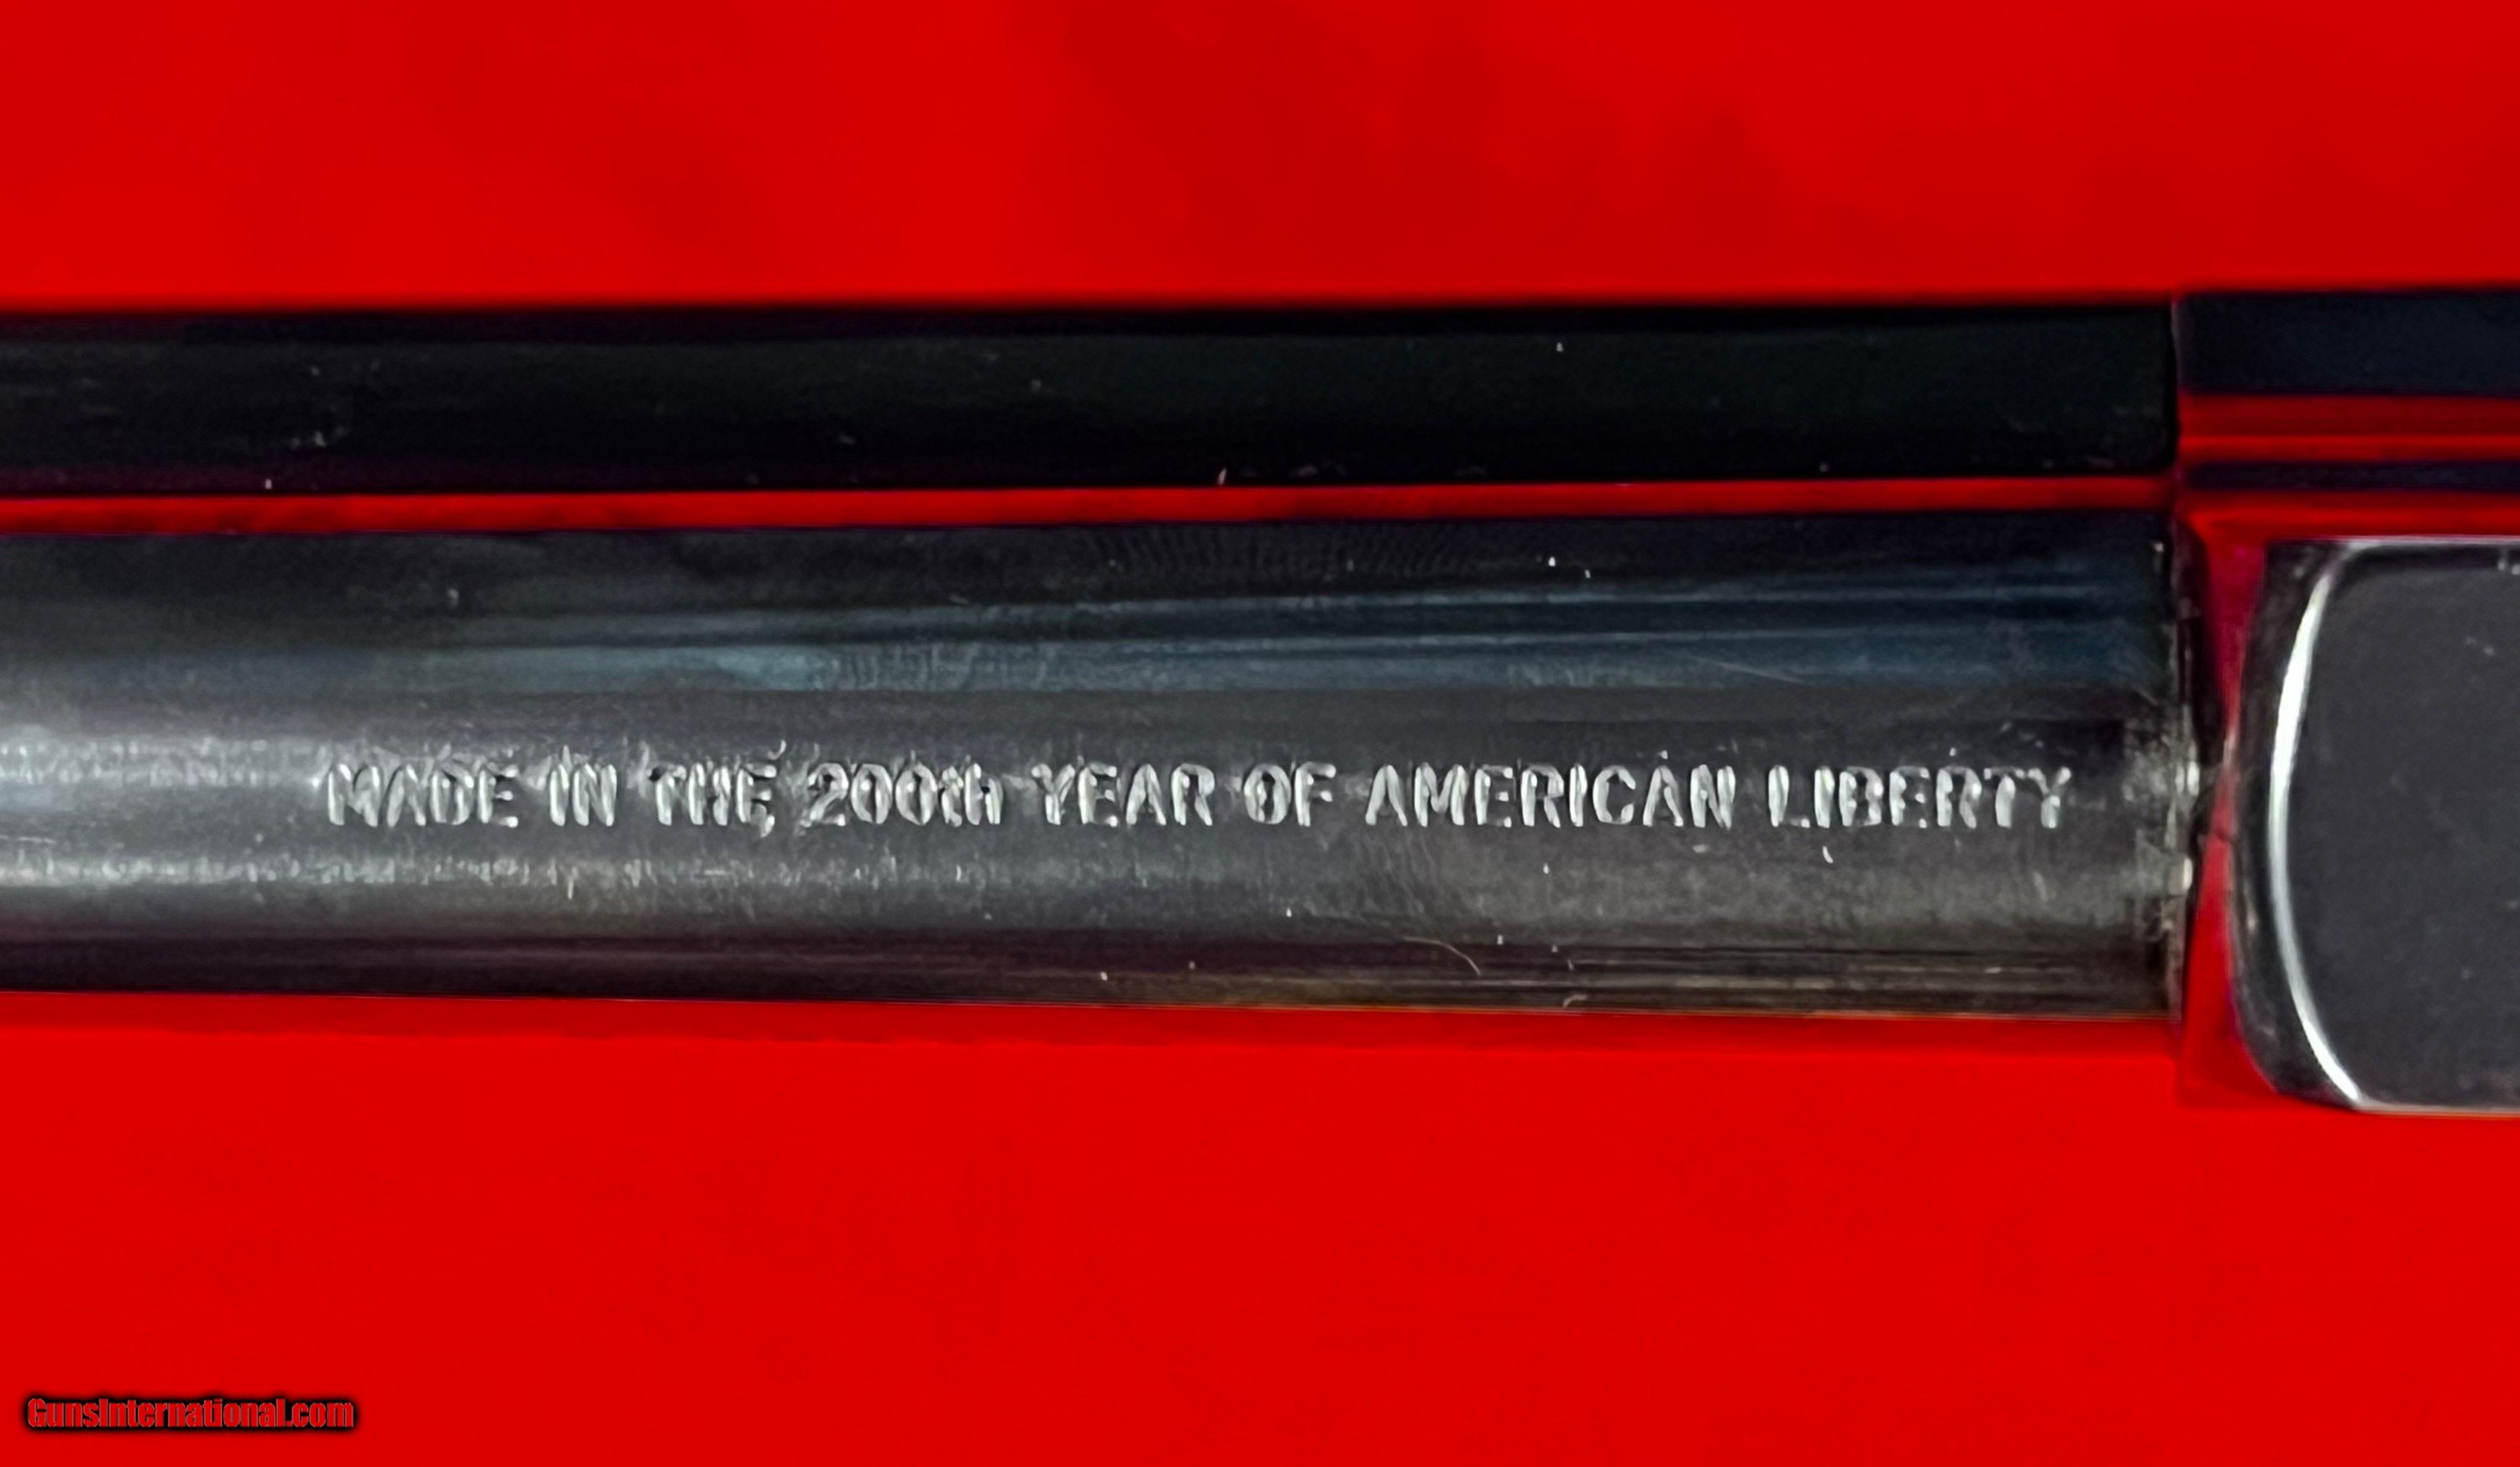 MADE IN THE 200th YEAR OF AMERICAN LIBERTY
GunsInternational.com